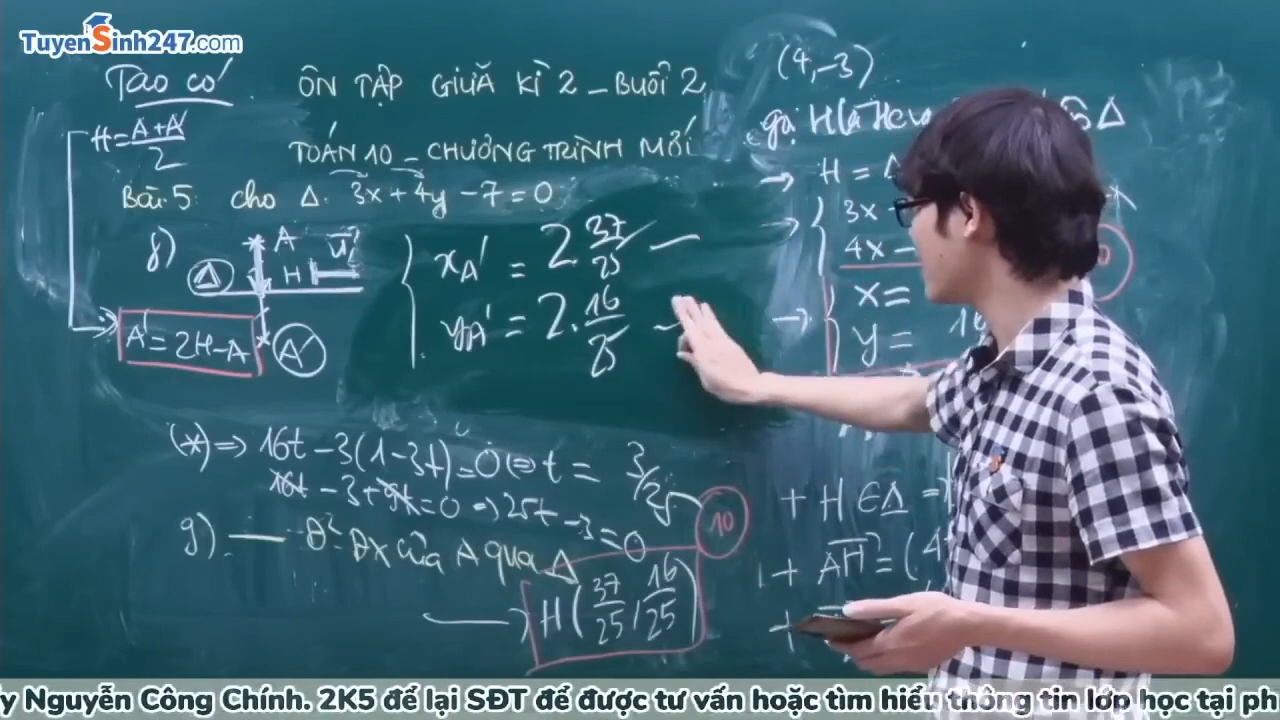 TuyenSinh247.com
Tao có
H = A + A' / 2
ÔN TẬP GIỮA KÌ 2 - BUỔI 2
TOÁN 10 - CHƯƠNG TRÌNH MỚI
Bài 5 cho Δ: 3x + 4y - 7 = 0
f)
A
H
Δ
A'
A' = 2H - A
x_A' = 2. 37/25 -
y_A' = 2. 16/25 -
(*) => 16t - 3(1 - 3t) = 0 <=> t = 3/25
16t - 3 + 9t = 0 => 25t - 3 = 0
g) — Đ² ĐX của A qua Δ
10
H(37/25, 16/25)
(4, -3)
gọi H là
Δ
-> H =
3x
4x -
x =
y =
+ H ∈ Δ =>
+ AH = (4
y Nguyễn Công Chính. 2K5 để lại SĐT để được tư vấn hoặc tìm hiểu thông tin lớp học tại ph